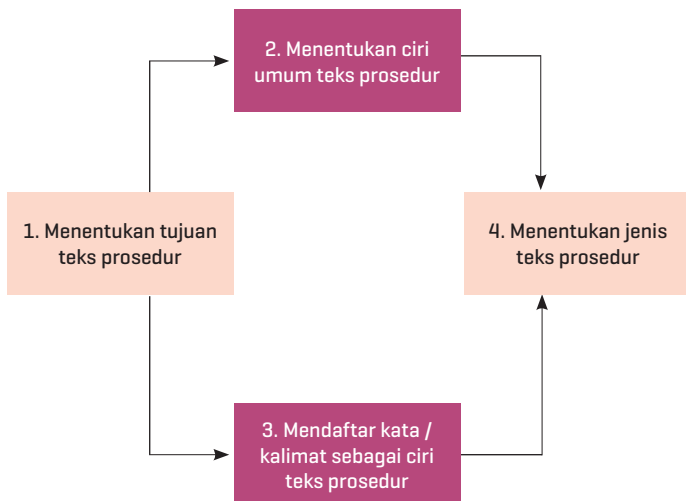 1. Menentukan tujuan
teks prosedur
2. Menentukan ciri
umum teks prosedur
3. Mendaftar kata /
kalimat sebagai ciri
teks prosedur
4. Menentukan jenis
teks prosedur